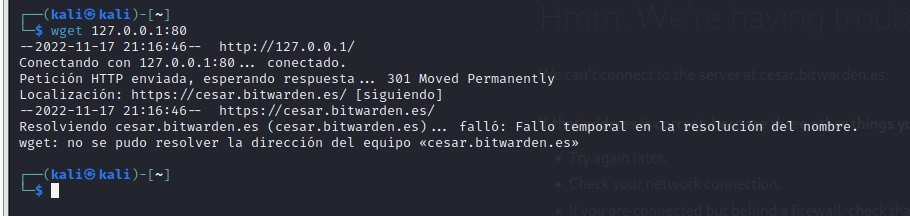 Hmm. We're having troub
┌──(kali㉿kali)-[~]
└─$ wget 127.0.0.1:80
--2022-11-17 21:16:46--  http://127.0.0.1/
Conectando con 127.0.0.1:80... conectado.
Petición HTTP enviada, esperando respuesta... 301 Moved Permanently
Localización: https://cesar.bitwarden.es/ [siguiendo]
--2022-11-17 21:16:46--  https://cesar.bitwarden.es/
Resolviendo cesar.bitwarden.es (cesar.bitwarden.es)... falló: Fallo temporal en la resolución del nombre.
wget: no se pudo resolver la dirección del equipo «cesar.bitwarden.es»
┌──(kali㉿kali)-[~]
└─$
can't connect to the server at cesar.bitwarden.es.
things yo
Try again later.
Check your network connection.
If you are connected but behind a firewall, check tha